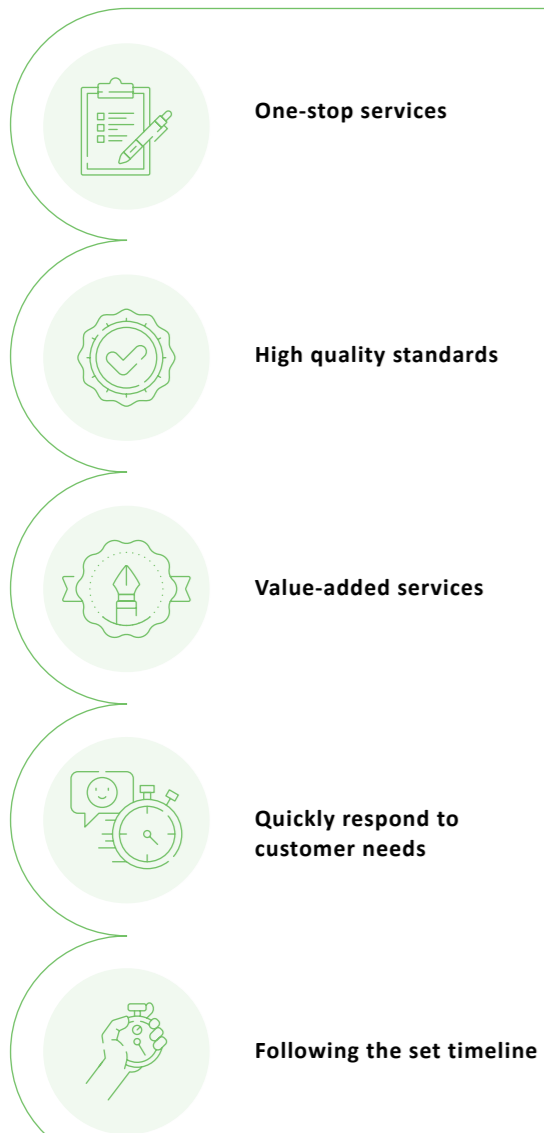 One-stop services
High quality standards
Value-added services
Quickly respond to
customer needs
Following the set timeline